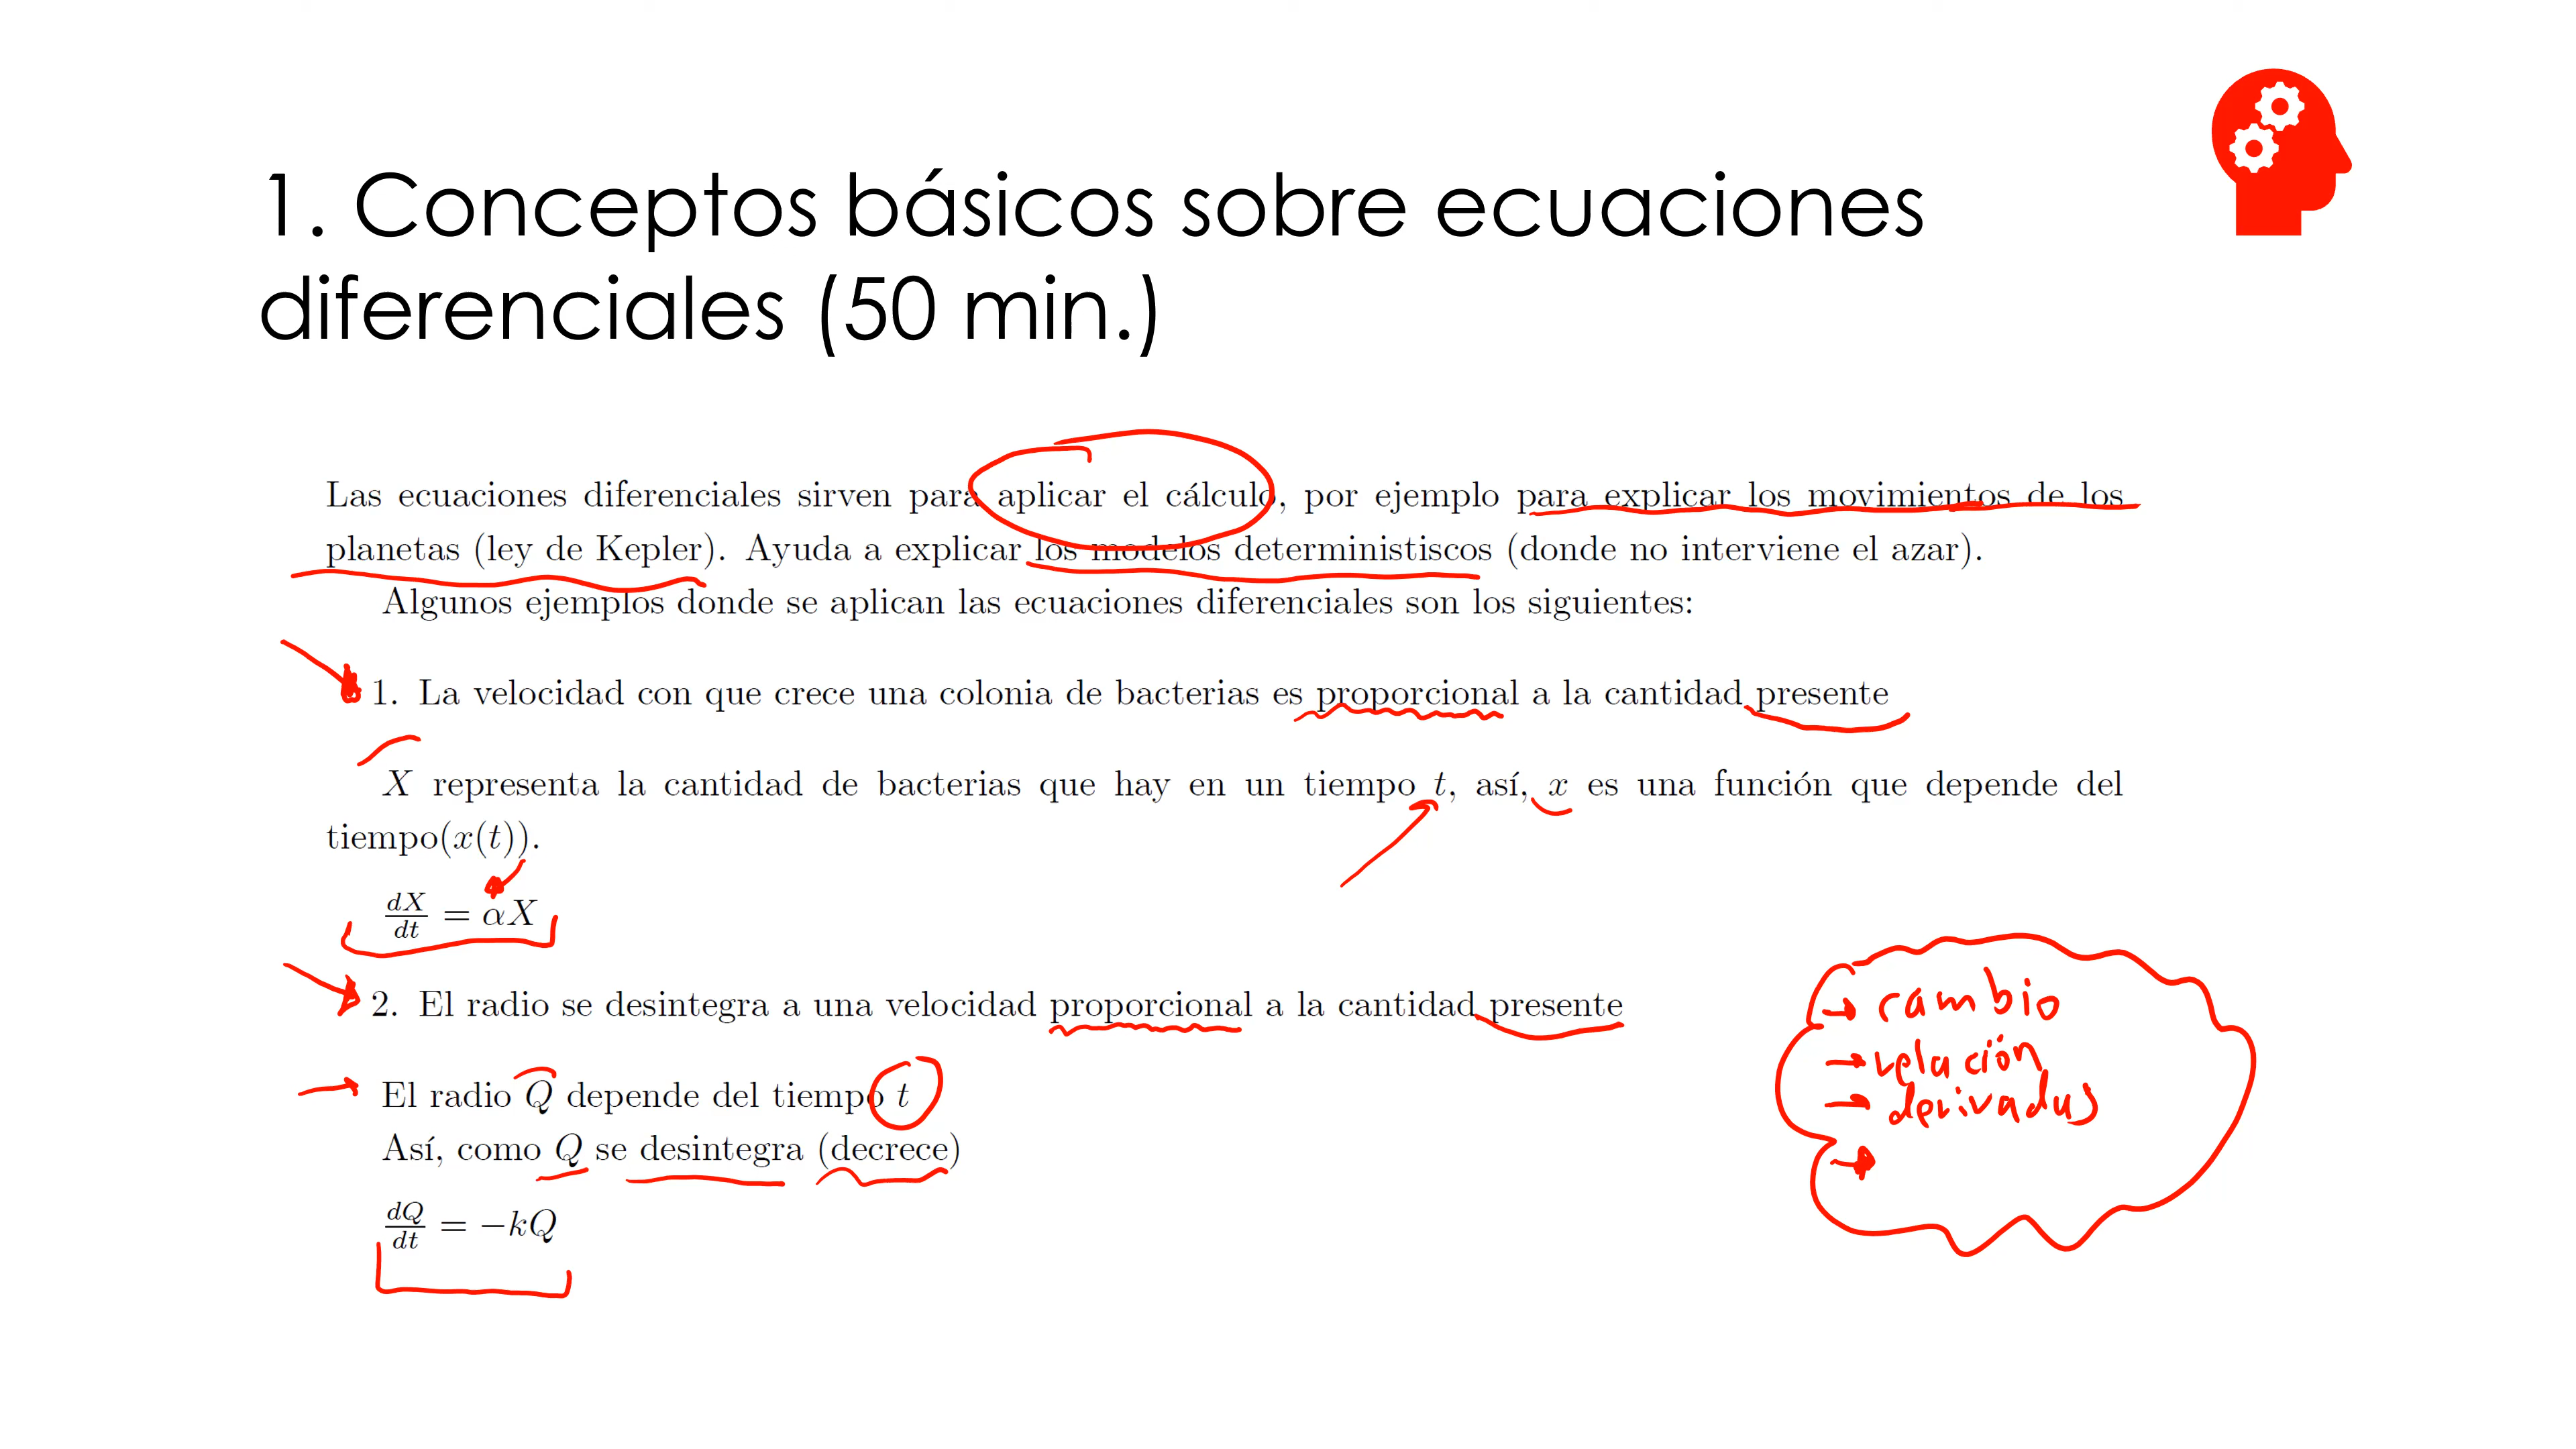 1. Conceptos básicos sobre ecuaciones
diferenciales (50 min.)
Las ecuaciones diferenciales sirven para aplicar el cálculo, por ejemplo para explicar los movimientos de los
planetas (ley de Kepler). Ayuda a explicar los modelos deterministiscos (donde no interviene el azar).
Algunos ejemplos donde se aplican las ecuaciones diferenciales son los siguientes:
1. La velocidad con que crece una colonia de bacterias es proporcional a la cantidad presente
X representa la cantidad de bacterias que hay en un tiempo t, así, x es una función que depende del
tiempo(x(t)).
dX/dt = αX
2. El radio se desintegra a una velocidad proporcional a la cantidad presente
El radio Q depende del tiempo t
Así, como Q se desintegra (decrece)
dQ/dt = −kQ
→ cambio
→ relación
→ derivadas
→